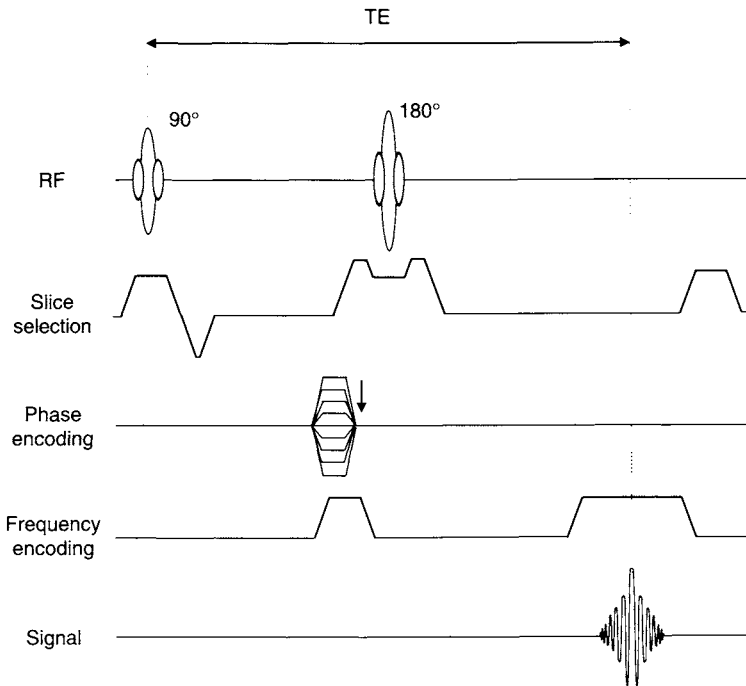 TE
90°
180°
RF
Slice
selection
Phase
encoding
Frequency
encoding
Signal